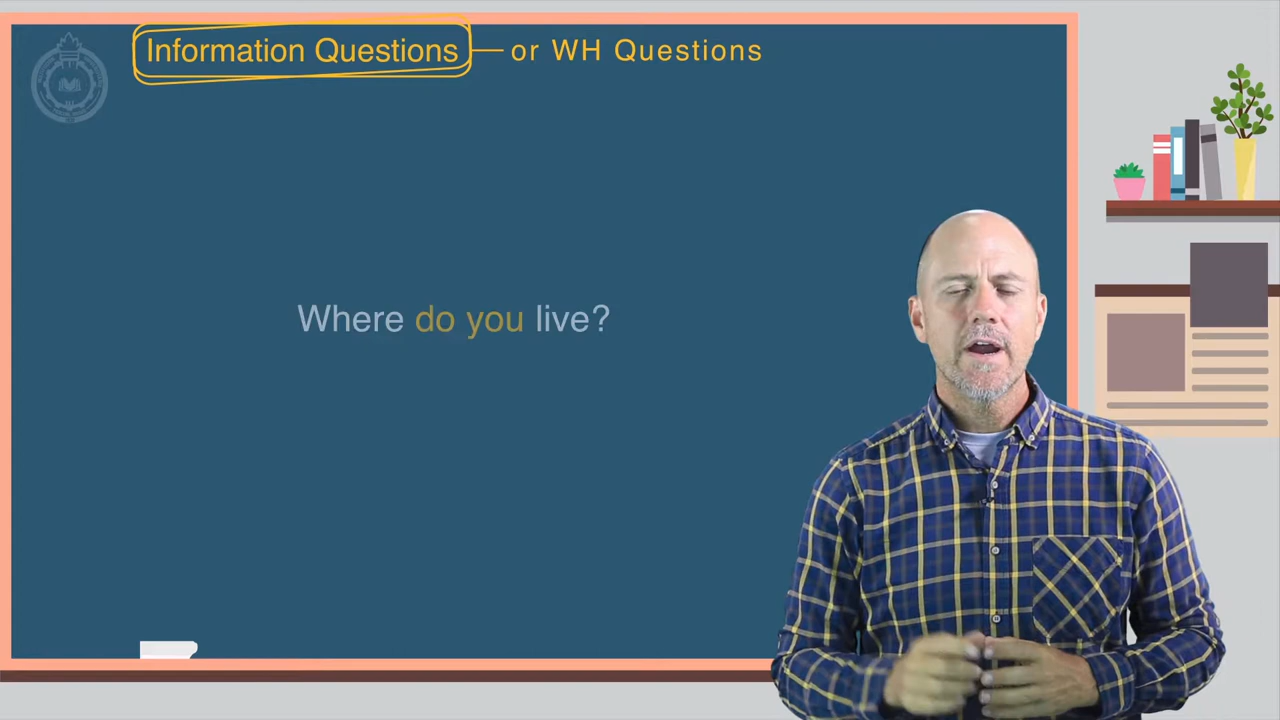 Information Questions — or WH Questions
Where do you live?